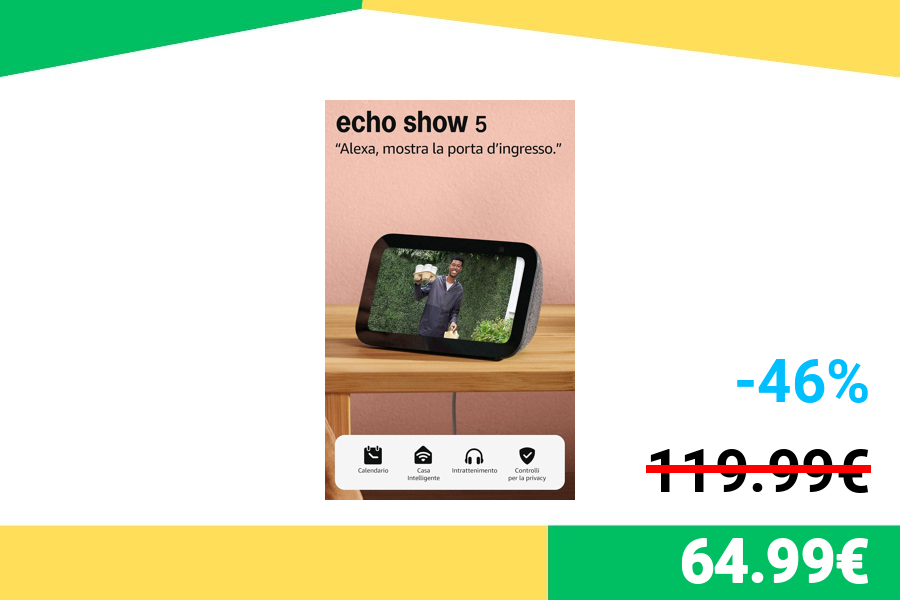 echo show 5
“Alexa, mostra la porta d’ingresso.”
Calendario
Casa
Intelligente
Intrattenimento
Controlli
per la privacy
-46%
119.99€
64.99€